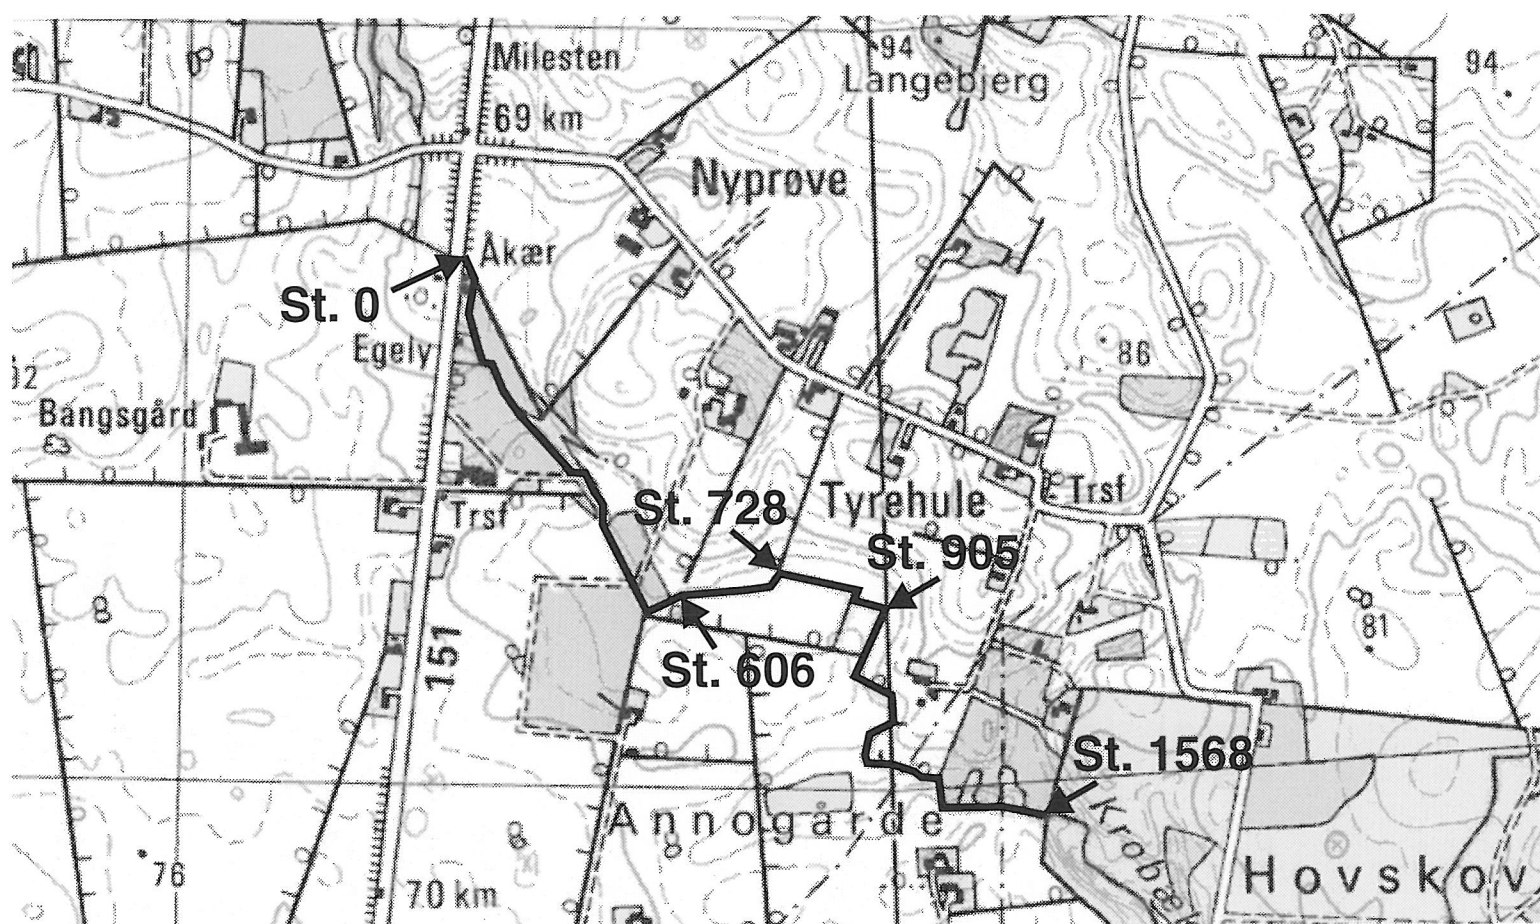 Milesten
94
Langebjerg
94
69 km
Nyprøve
Åkær
St. 0
Egely
86
Bangsgård
St. 728
Tyrehule
Trsf
Trsf
St. 905
151
81
St. 606
St. 1568
Annogårde
Krobæk
Hovskov
76
70 km